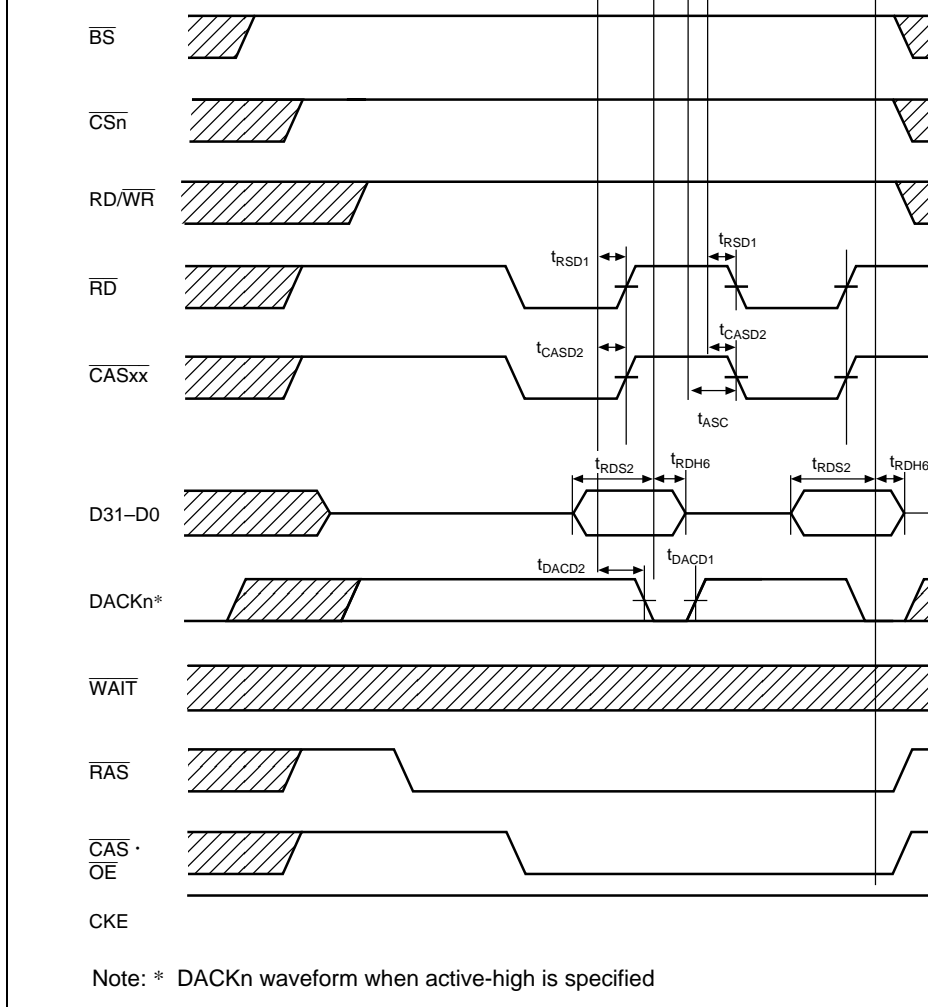 BS
CSn
RD/WR
tRSD1
tRSD1
RD
tCASD2
tCASD2
CASxx
tASC
tRDS2
tRDH6
tRDS2
tRDH6
D31–D0
tDACD2
tDACD1
DACKn*
WAIT
RAS
CAS ·
OE
CKE
Note: * DACKn waveform when active-high is specified